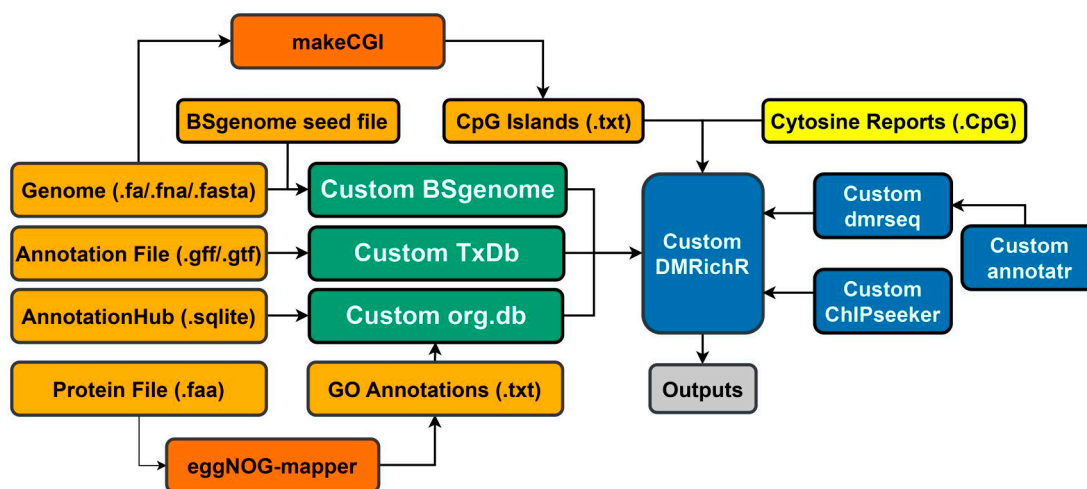 makeCGI
BSgenome seed file
CpG Islands (.txt)
Cytosine Reports (.CpG)
Genome (.fa/.fna/.fasta)
Custom BSgenome
Custom
dmrseq
Annotation File (.gff/.gtf)
Custom TxDb
Custom
DMRichR
Custom
annotatr
AnnotationHub (.sqlite)
Custom org.db
Custom
ChIPseeker
Protein File (.faa)
GO Annotations (.txt)
Outputs
eggNOG-mapper